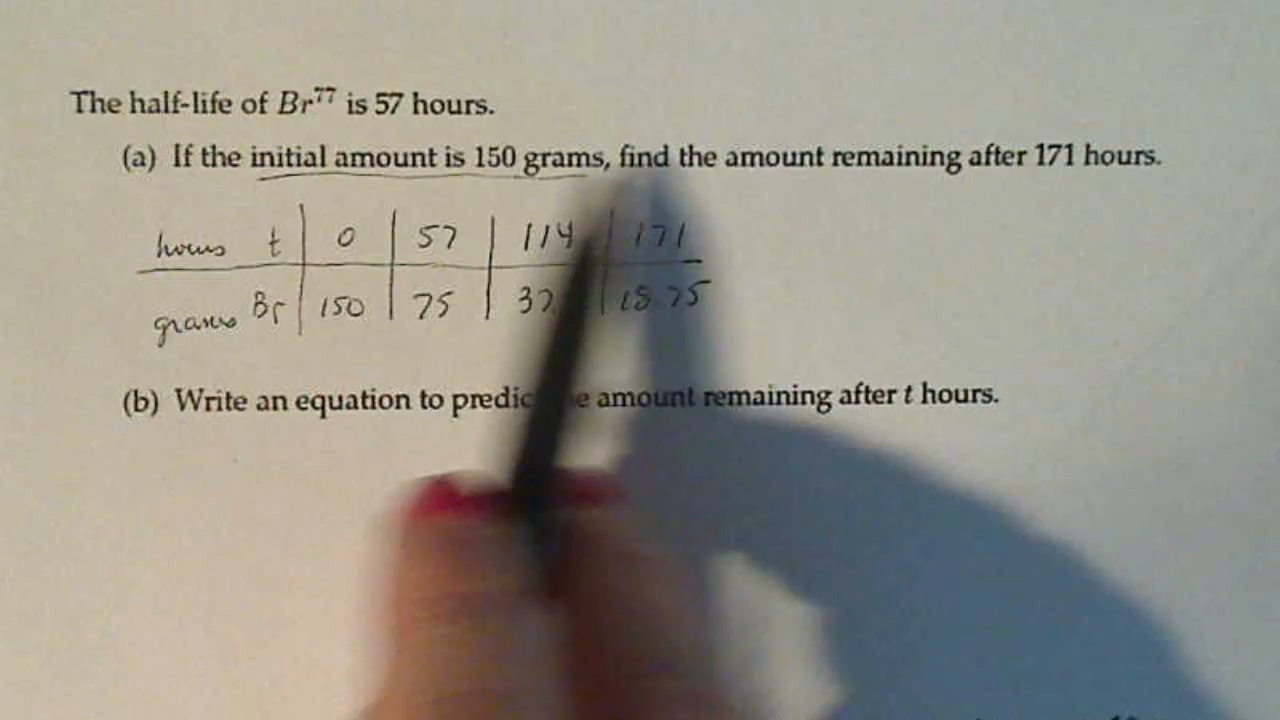 The half-life of Br⁷⁷ is 57 hours.
(a) If the initial amount is 150 grams, find the amount remaining after 171 hours.
hours t 0 57 114 171
grams Br 150 75 37. 18.75
(b) Write an equation to predic e amount remaining after t hours.